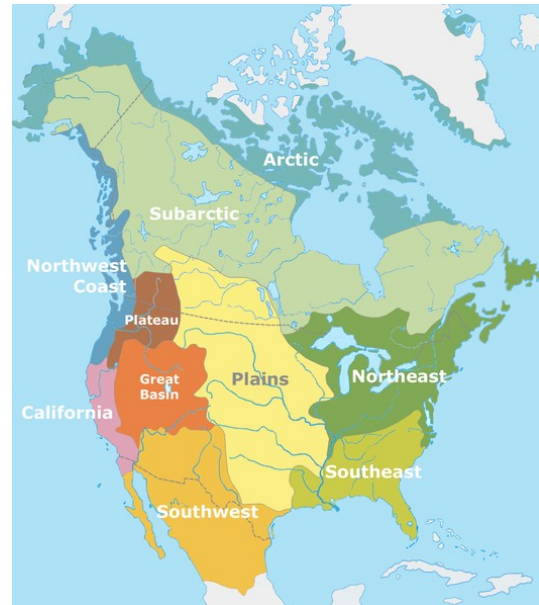 Arctic
Subarctic
Northwest
Coast
Plateau
Great
Basin
Plains
Northeast
California
Southeast
Southwest